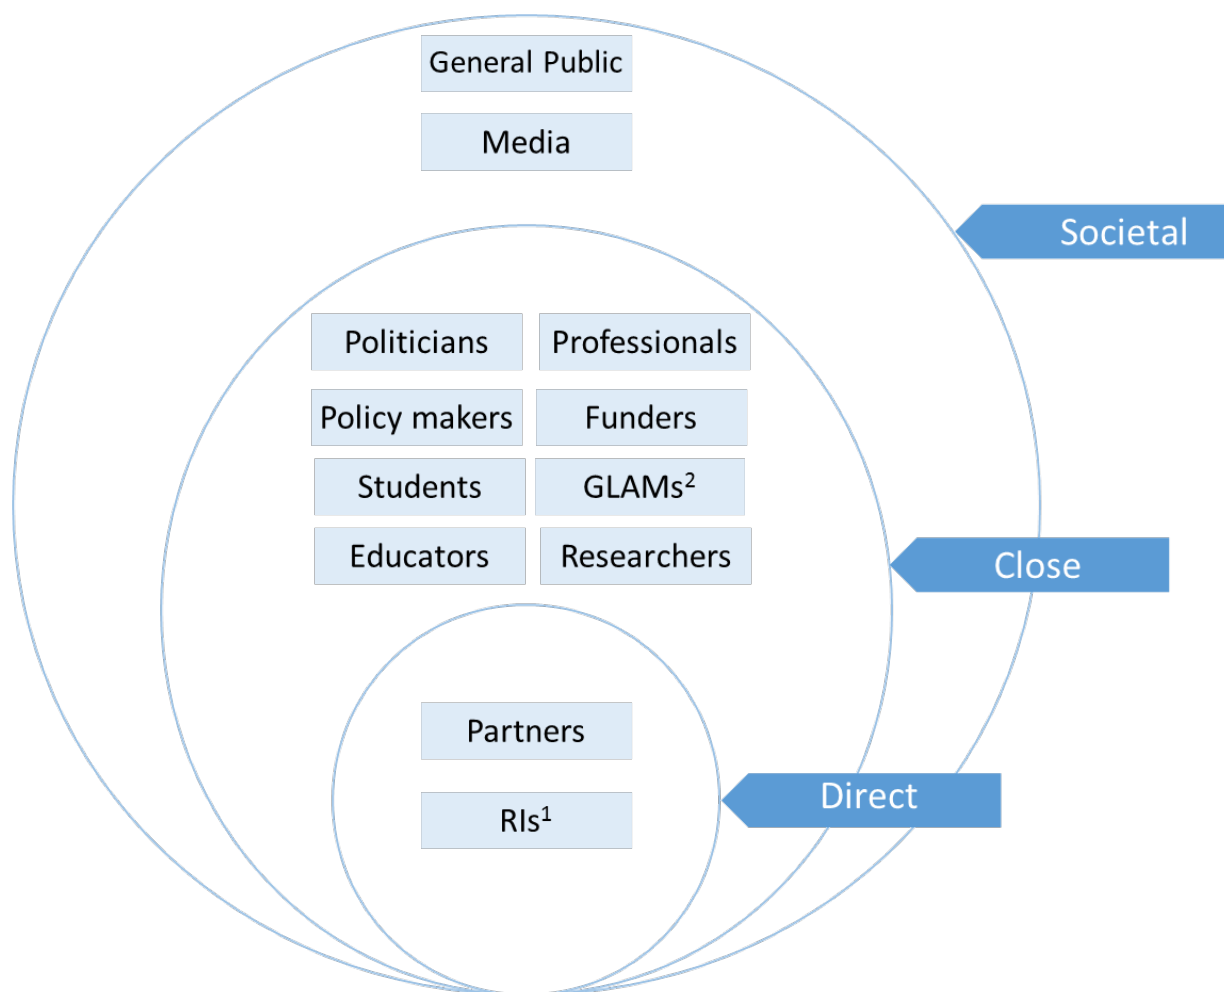 General Public
Media
Societal
Politicians
Professionals
Policy makers
Funders
Students
GLAMs²
Educators
Researchers
Close
Partners
Direct
RIs¹